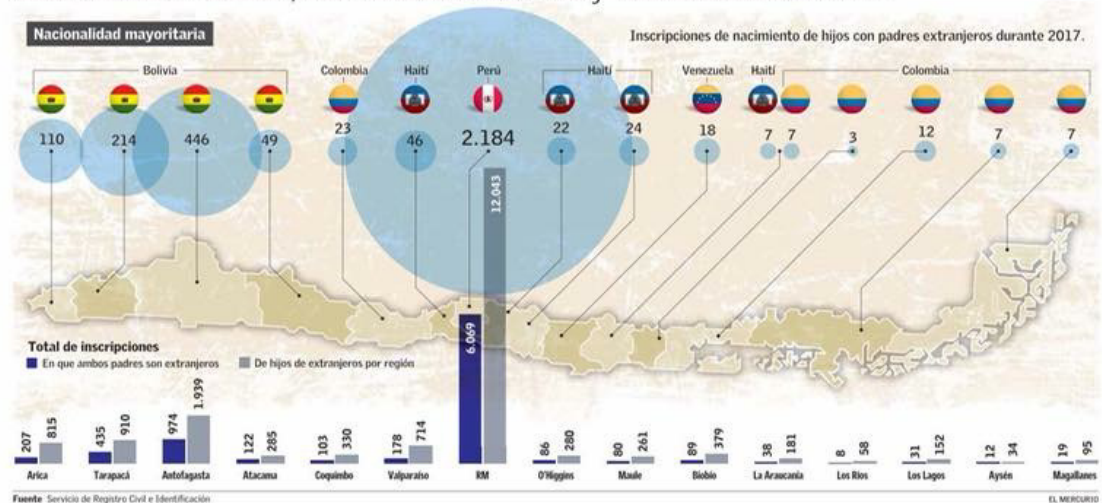 Nacionalidad mayoritaria
Inscripciones de nacimiento de hijos con padres extranjeros durante 2017.
Bolivia Colombia Haití Perú Haití Venezuela Haití Colombia
110 214 446 49 23 46 2.184 22 24 18 7 7 3 12 7 7
12.043
6.069
Total de inscripciones
En que ambos padres son extranjeros De hijos de extranjeros por región
207 815 435 910 974 1.939 122 285 103 330 178 714 86 280 80 261 89 379 38 181 8 58 31 152 12 34 19 95
Arica Tarapacá Antofagasta Atacama Coquimbo Valparaíso RM O'Higgins Maule Biobío La Araucanía Los Ríos Los Lagos Aysén Magallanes
Fuente Servicio de Registro Civil e Identificación EL MERCURIO